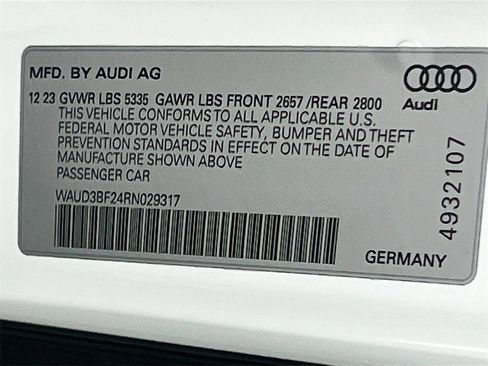 MFD. BY AUDI AG
Audi
12 23 GVWR LBS 5335 GAWR LBS FRONT 2657 /REAR 2800
THIS VEHICLE CONFORMS TO ALL APPLICABLE U.S.
FEDERAL MOTOR VEHICLE SAFETY, BUMPER AND THEFT
PREVENTION STANDARDS IN EFFECT ON THE DATE OF
MANUFACTURE SHOWN ABOVE
PASSENGER CAR
WAUD3BF24RN029317
GERMANY
4932107